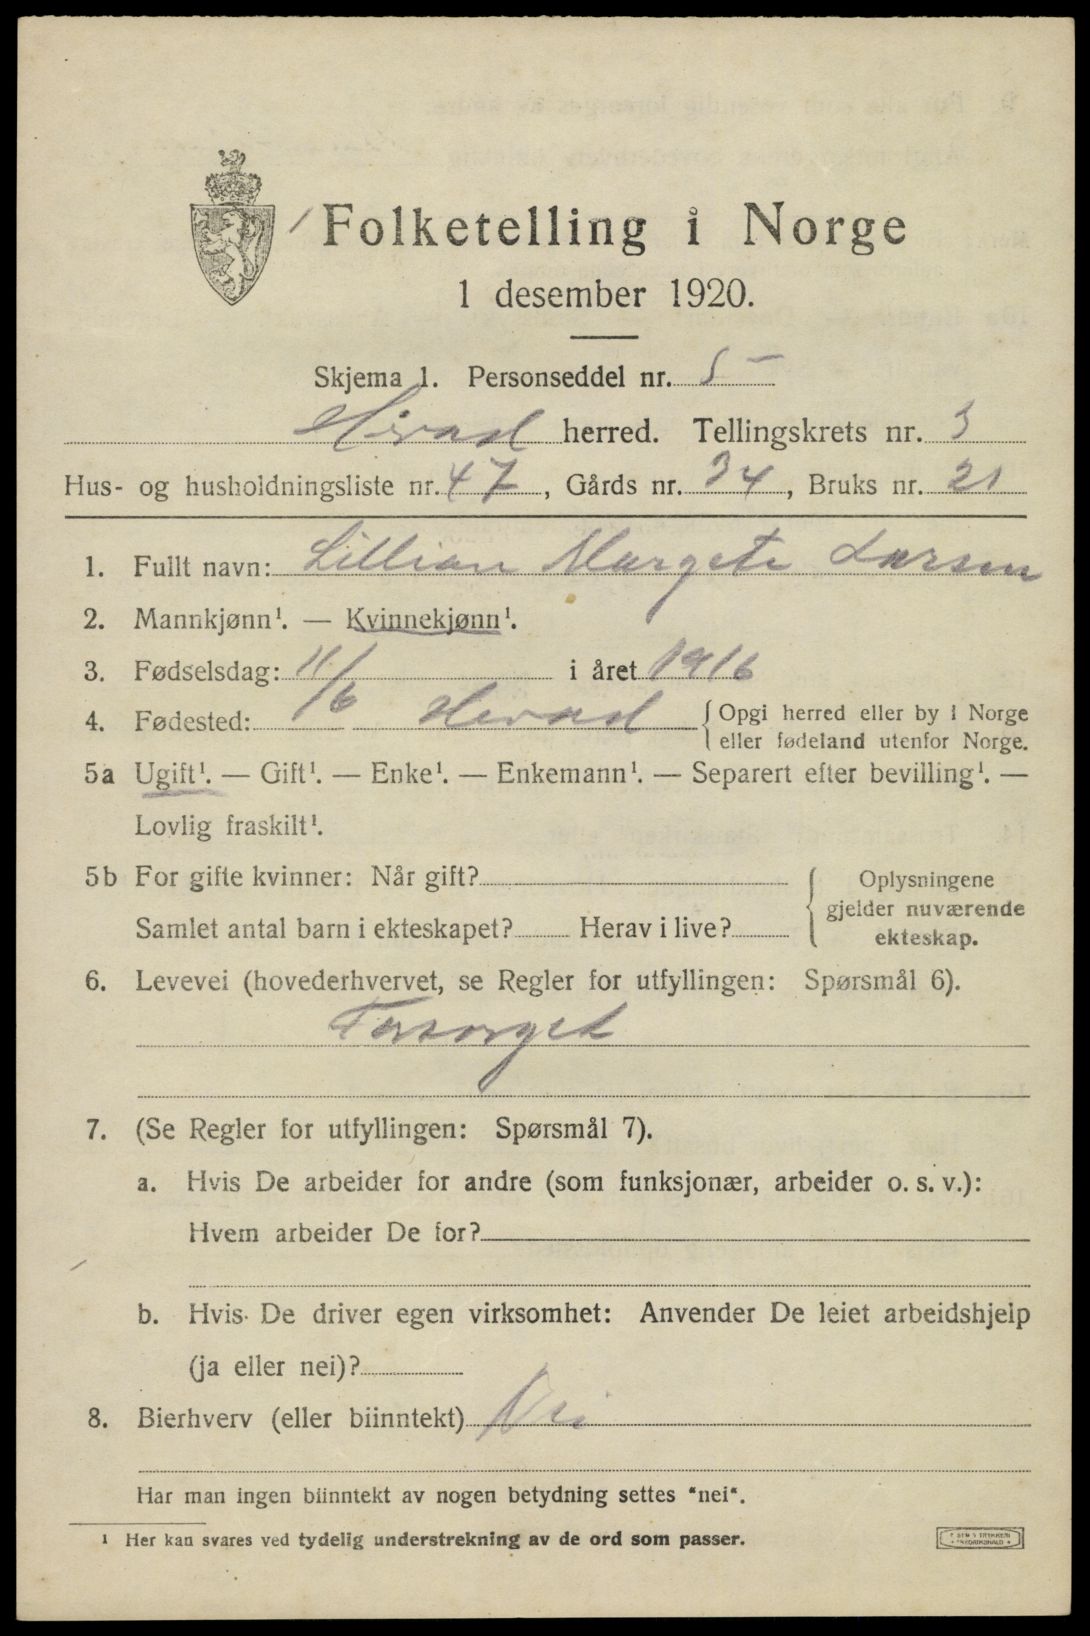 Folketelling i Norge
1 desember 1920.
Skjema 1. Personseddel nr. 5
Herad herred. Tellingskrets nr. 3
Hus- og husholdningsliste nr. 47, Gårds nr. 34, Bruks nr. 21
1. Fullt navn: Lillian Margete Larsen
2. Mannkjønn¹. — Kvinnekjønn¹.
3. Fødselsdag: 11/6 i året 1916
4. Fødested: Herad { Opgi herred eller by i Norge
eller fødeland utenfor Norge.
5a Ugift¹. — Gift¹. — Enke¹. — Enkemann¹. — Separert efter bevilling¹. —
Lovlig fraskilt¹.
5b For gifte kvinner: Når gift?
Samlet antal barn i ekteskapet? Herav i live?
{ Oplysningene
gjelder nuværende
ekteskap.
6. Levevei (hovederhvervet, se Regler for utfyllingen: Spørsmål 6).
Forsørget
7. (Se Regler for utfyllingen: Spørsmål 7).
a. Hvis De arbeider for andre (som funksjonær, arbeider o. s. v.):
Hvem arbeider De for?
b. Hvis De driver egen virksomhet: Anvender De leiet arbeidshjelp
(ja eller nei)?
8. Bierhverv (eller biinntekt) Nei
Har man ingen biinntekt av nogen betydning settes "nei".
¹ Her kan svares ved tydelig understrekning av de ord som passer.